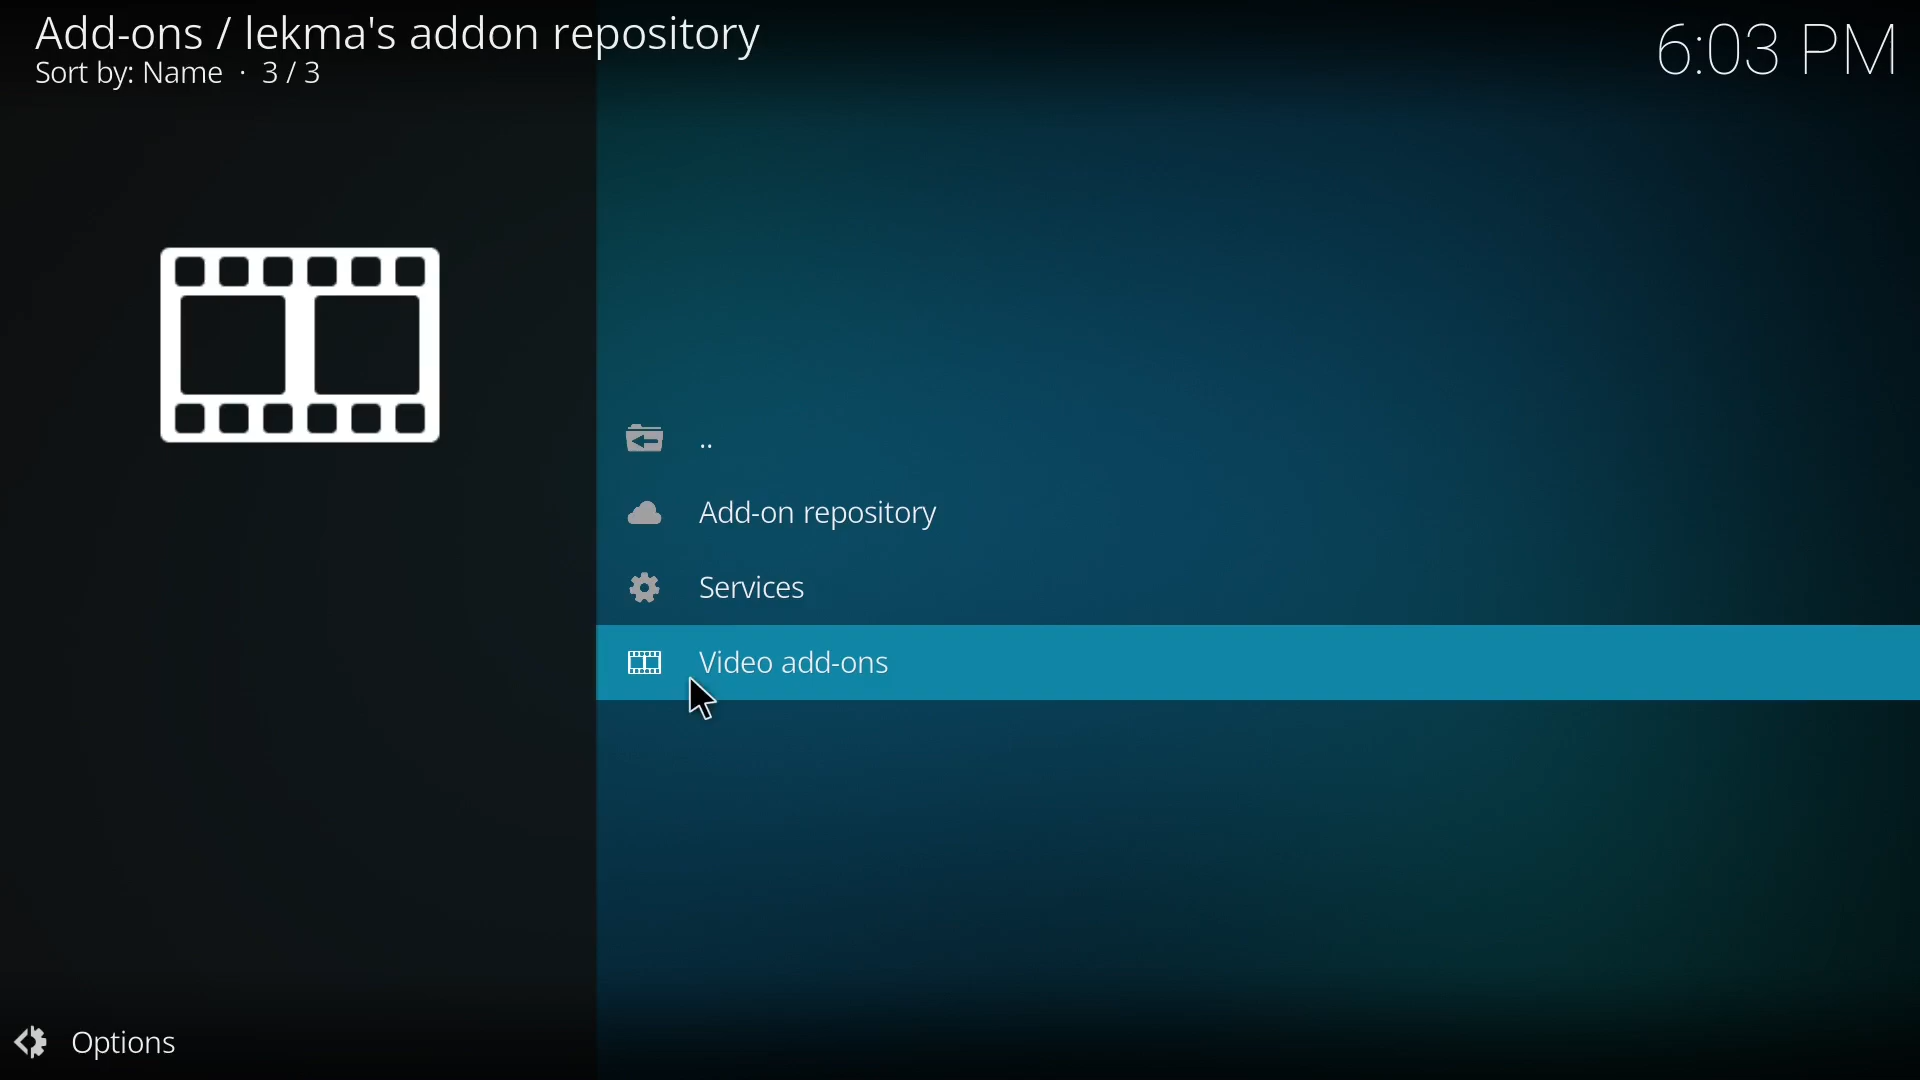 Add-ons / lekma's addon repository
Sort by: Name · 3 / 3
6:03 PM
..
Add-on repository
Services
Video add-ons
Options